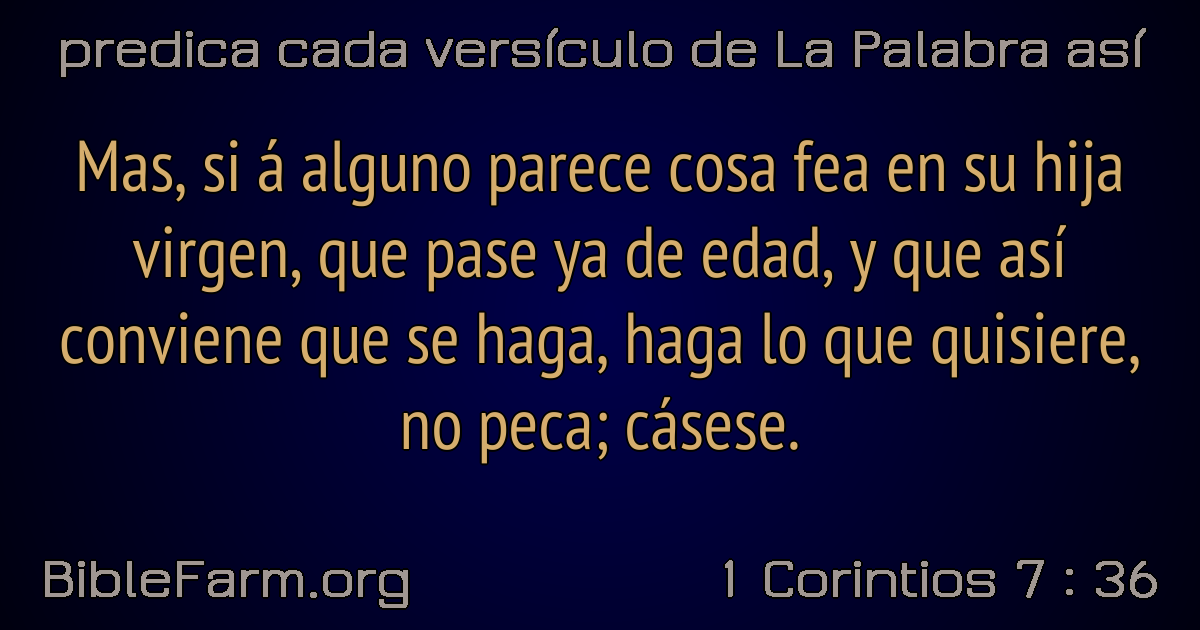 predica cada versículo de La Palabra así
Mas, si á alguno parece cosa fea en su hija
virgen, que pase ya de edad, y que así
conviene que se haga, haga lo que quisiere,
no peca; cásese.
BibleFarm.org
1 Corintios 7 : 36